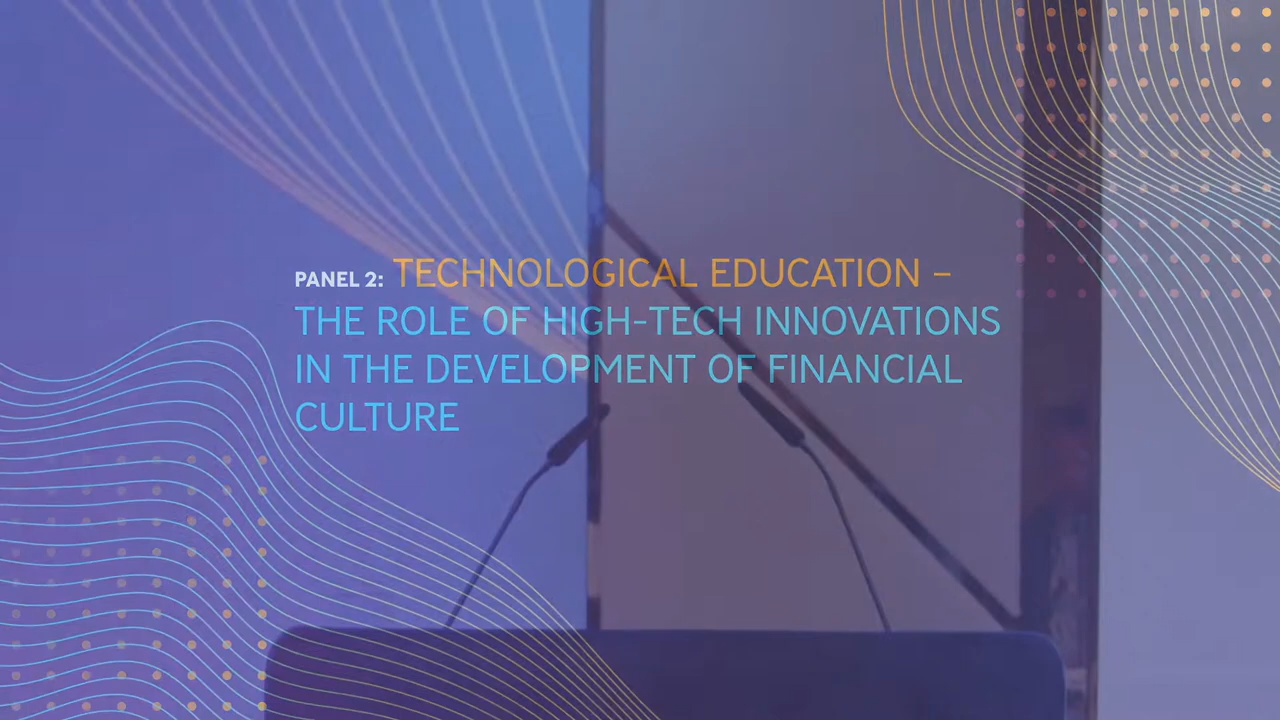 PANEL 2: TECHNOLOGICAL EDUCATION –
THE ROLE OF HIGH-TECH INNOVATIONS
IN THE DEVELOPMENT OF FINANCIAL
CULTURE